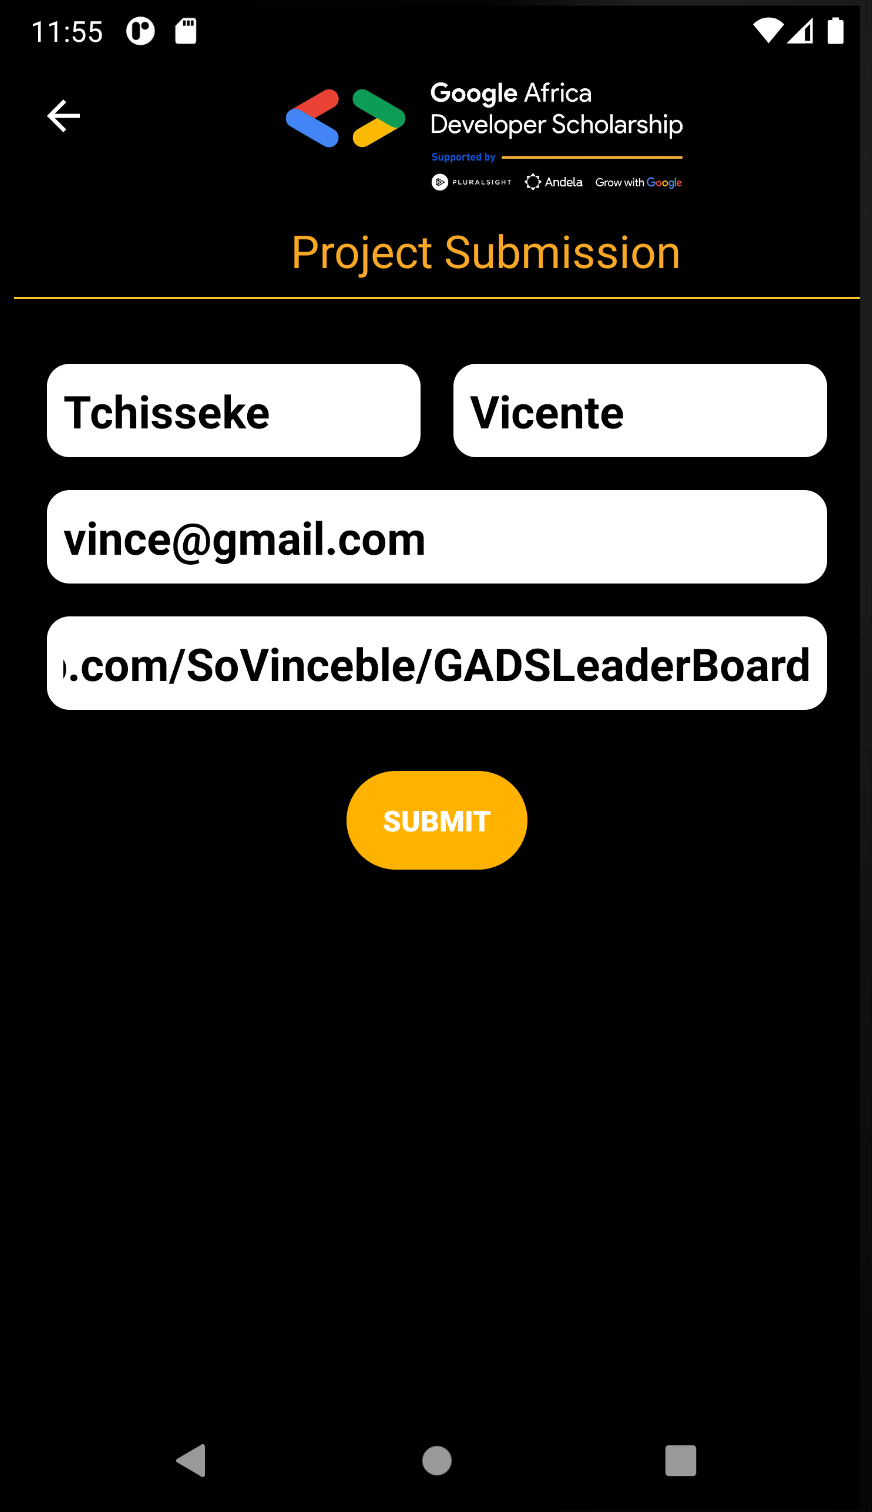 11:55
Google Africa
Developer Scholarship
Supported by
PLURALSIGHT Andela Grow with Google
Project Submission
Tchisseke Vicente
vince@gmail.com
.com/SoVinceble/GADSLeaderBoard
SUBMIT